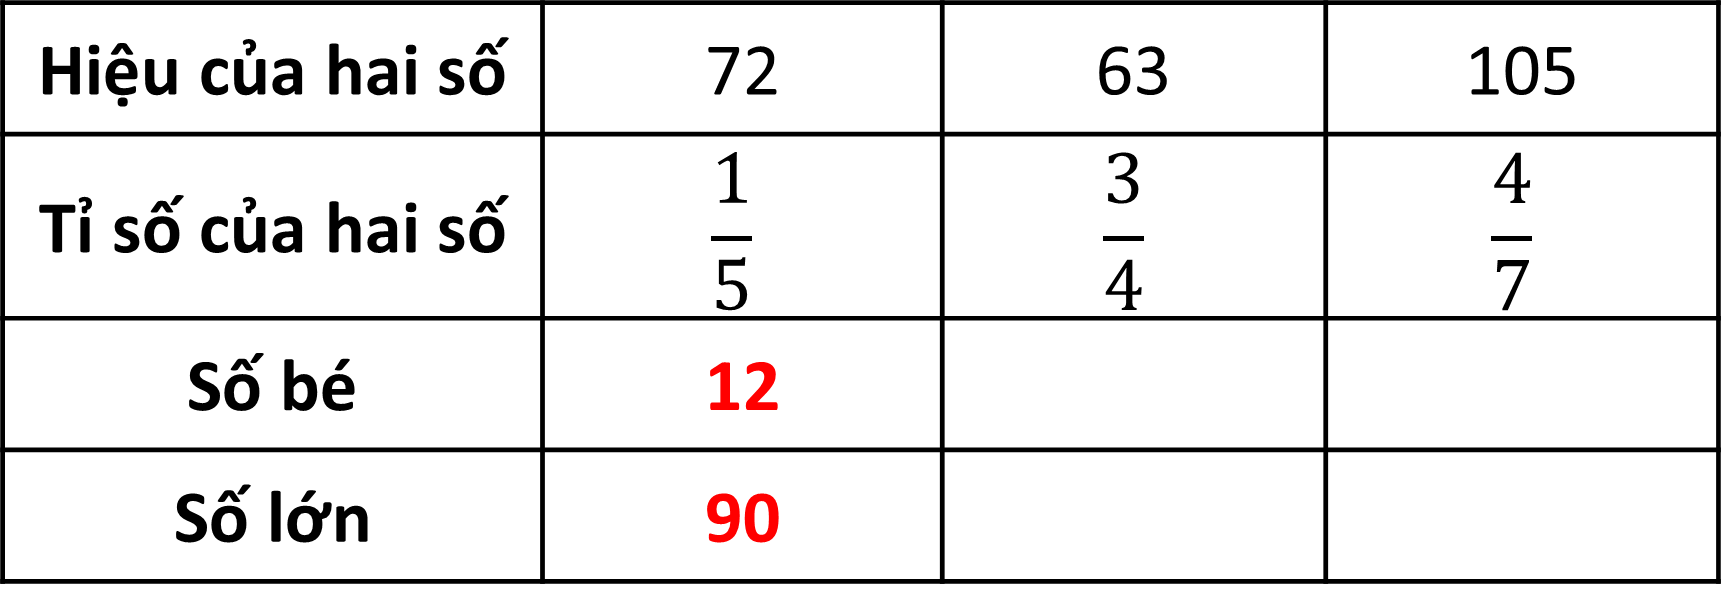 Hiệu của hai số 72 63 105
Tỉ số của hai số 1/5 3/4 4/7
Số bé 12
Số lớn 90